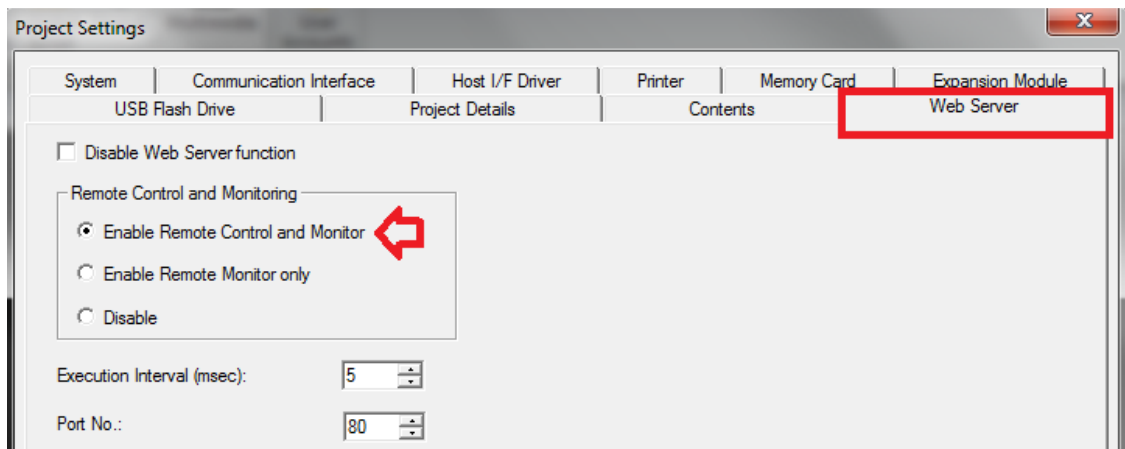 Project Settings
System Communication Interface Host I/F Driver Printer Memory Card Expansion Module
USB Flash Drive Project Details Contents Web Server
Disable Web Server function
Remote Control and Monitoring
Enable Remote Control and Monitor
Enable Remote Monitor only
Disable
Execution Interval (msec): 5
Port No.: 80